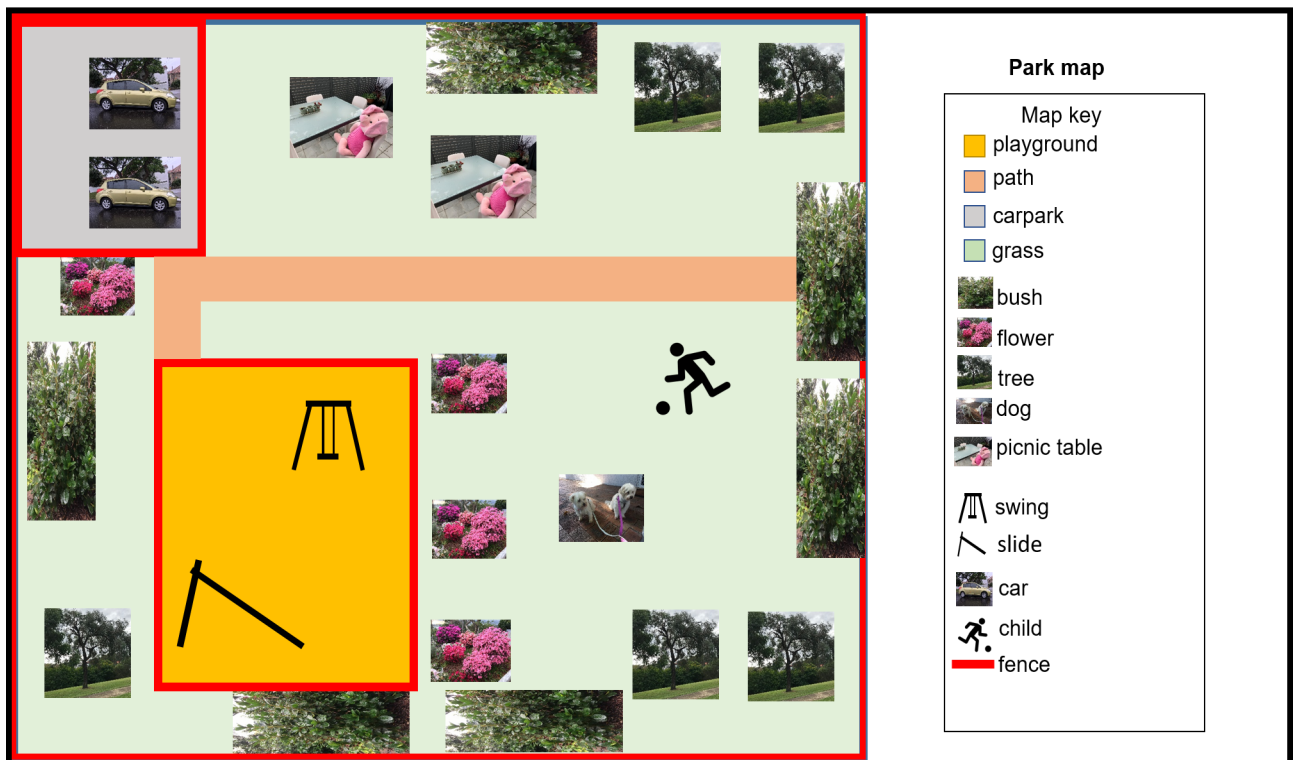 Park map
Map key
playground
path
carpark
grass
bush
flower
tree
dog
picnic table
swing
slide
car
child
fence